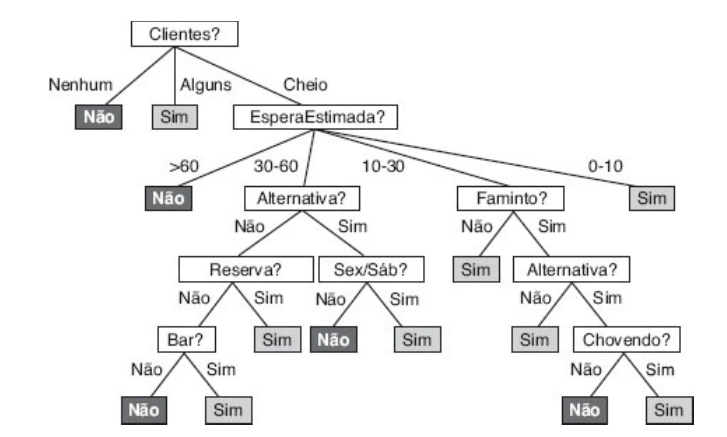 Clientes?
Nenhum Alguns Cheio
Não Sim EsperaEstimada?
>60 30-60 10-30 0-10
Não Alternativa? Faminto? Sim
Não Sim Não Sim
Reserva? Sex/Sáb? Sim Alternativa?
Não Sim Não Sim Não Sim
Bar? Sim Não Sim Sim Chovendo?
Não Sim Não Sim
Não Sim Não Sim